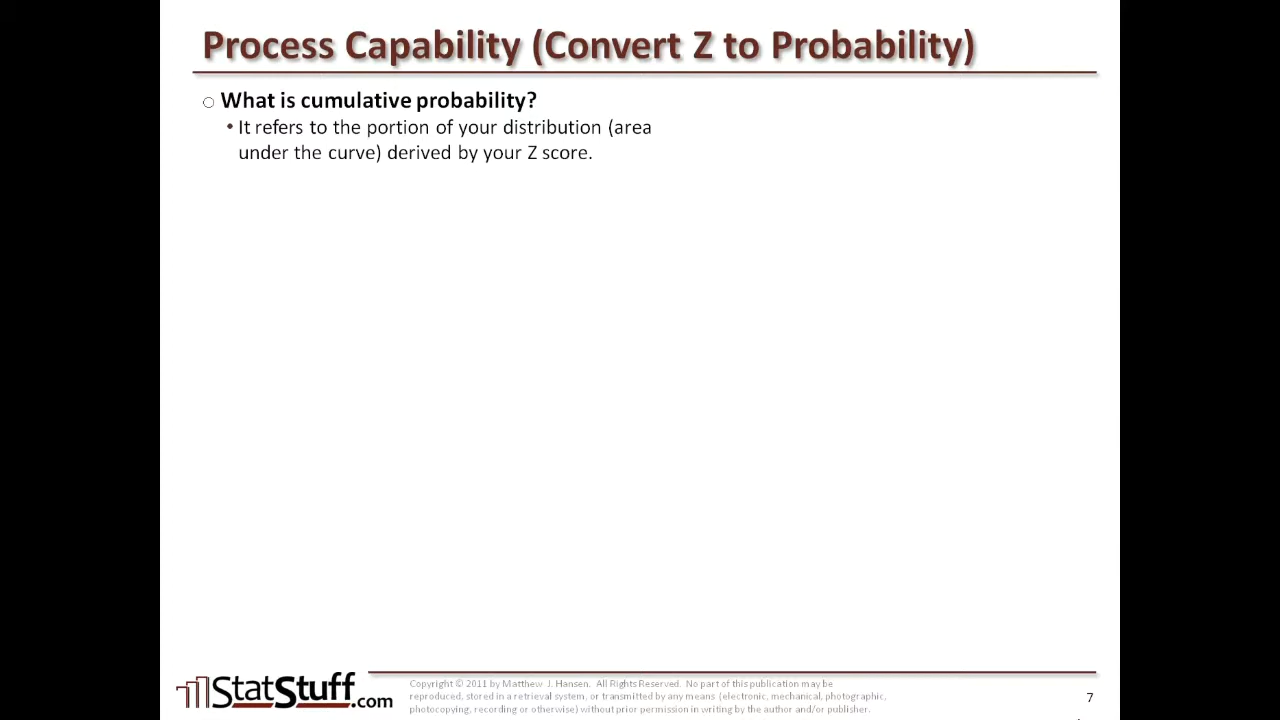 Process Capability (Convert Z to Probability)
○ What is cumulative probability?
• It refers to the portion of your distribution (area
under the curve) derived by your Z score.
StatStuff.com
Copyright © 2011 by Matthew J. Hansen. All Rights Reserved. No part of this publication may be
reproduced, stored in a retrieval system, or transmitted by any means (electronic, mechanical, photographic,
photocopying, recording or otherwise) without prior permission in writing by the author and/or publisher.
7